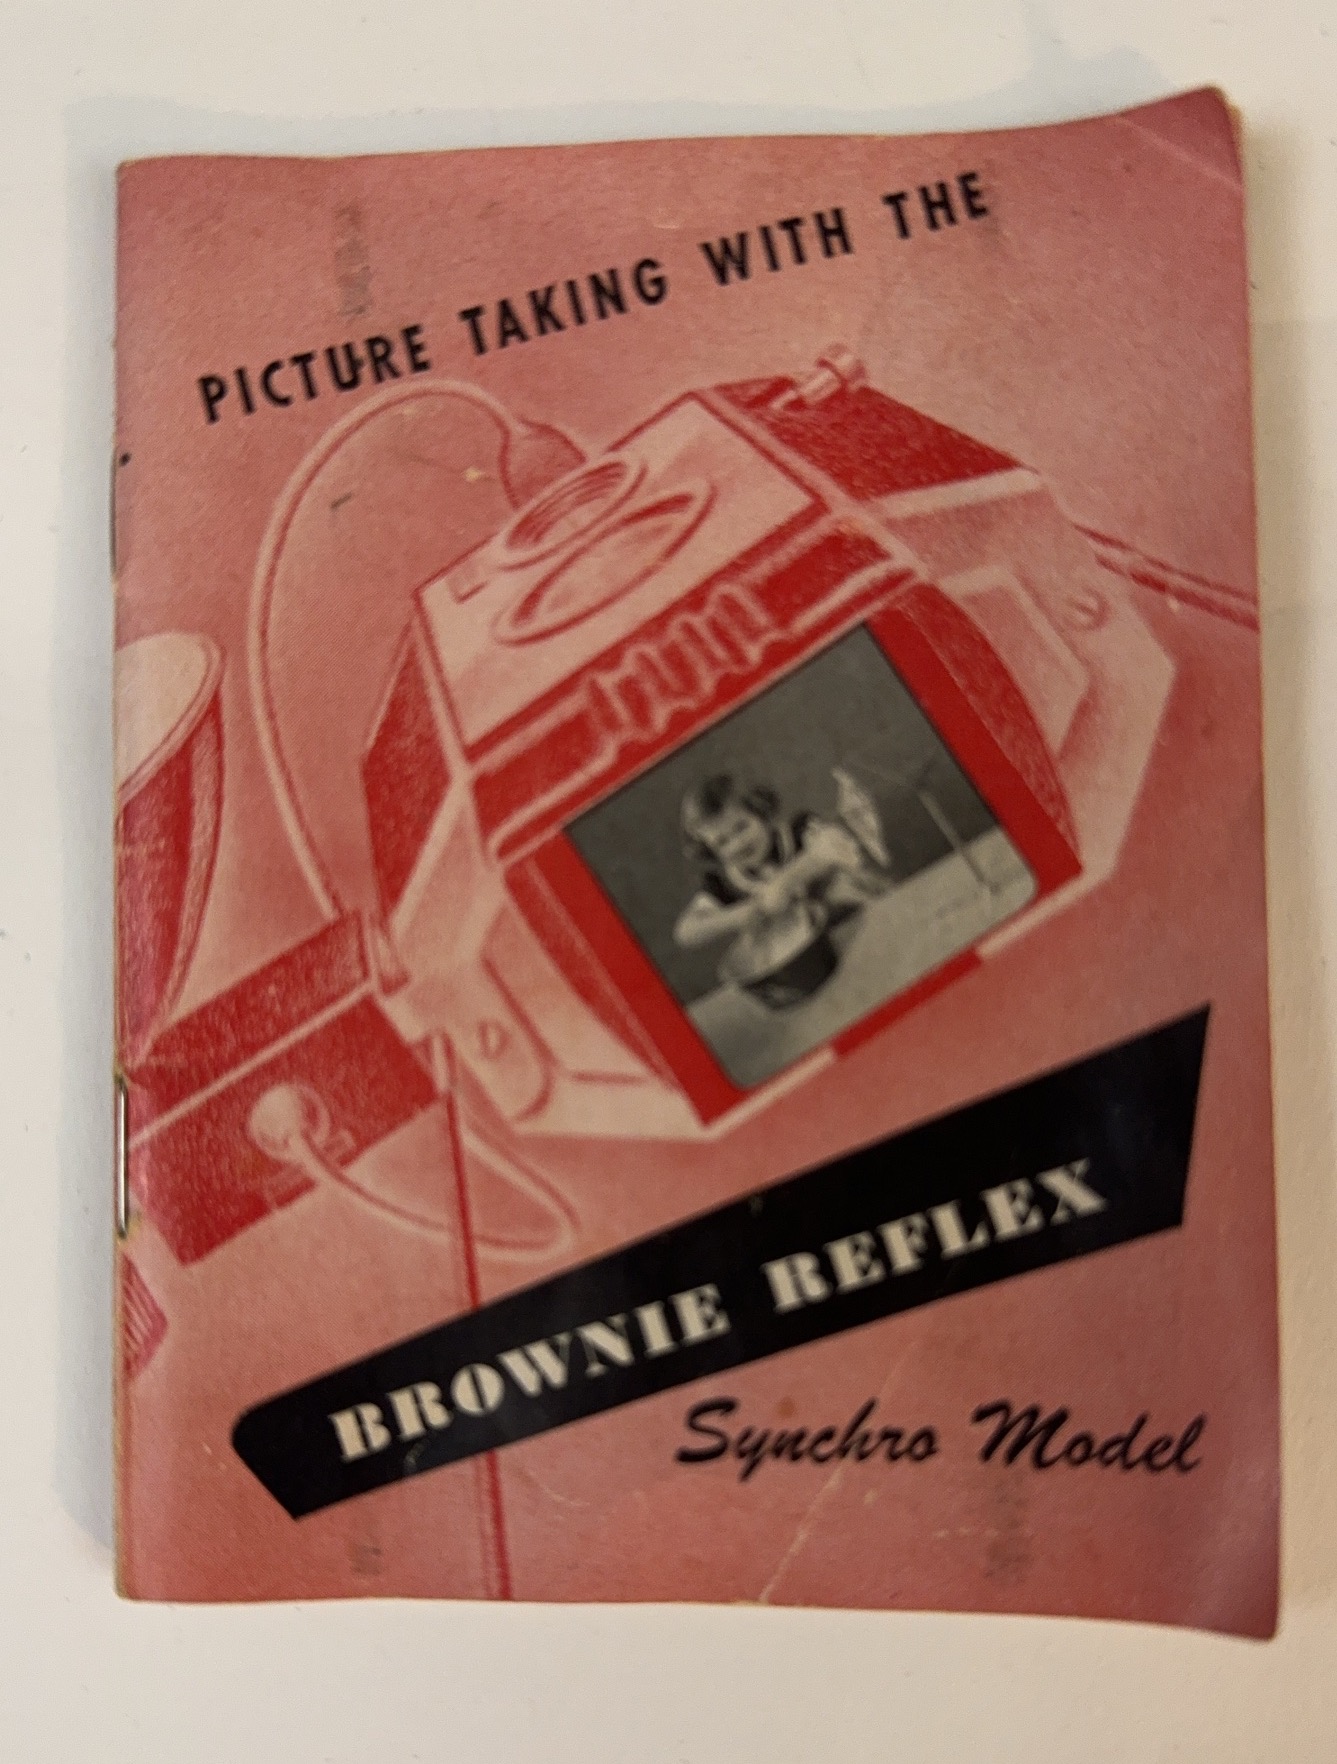 PICTURE TAKING WITH THE
BROWNIE REFLEX
Synchro Model